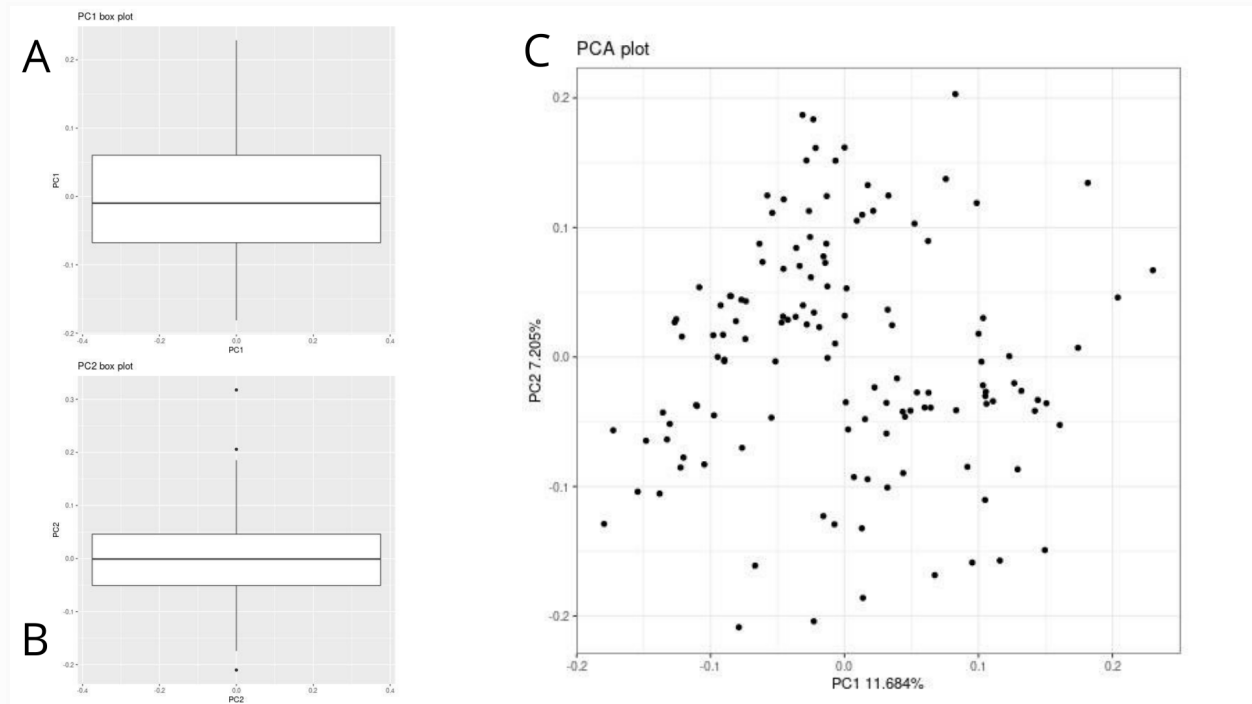 A
PC1 box plot
PC1
0.2
0.1
0.0
-0.1
-0.2
-0.4 -0.2 0.0 0.2 0.4
PC1
B
PC2 box plot
PC2
0.3
0.2
0.1
0.0
-0.1
-0.2
-0.4 -0.2 0.0 0.2 0.4
PC2
C
PCA plot
PC2 7.205%
0.2
0.1
0.0
-0.1
-0.2
-0.2 -0.1 0.0 0.1 0.2
PC1 11.684%